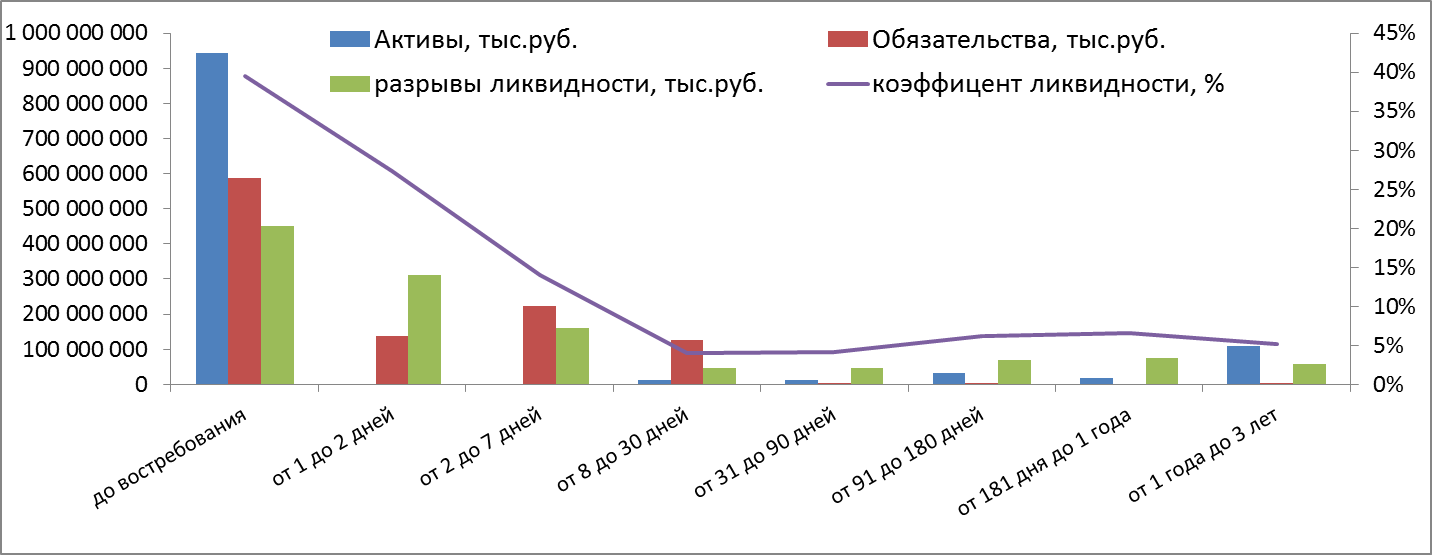 1 000 000 000
900 000 000
800 000 000
700 000 000
600 000 000
500 000 000
400 000 000
300 000 000
200 000 000
100 000 000
0
Активы, тыс.руб.
Обязательства, тыс.руб.
разрывы ликвидности, тыс.руб.
коэффицент ликвидности, %
45%
40%
35%
30%
25%
20%
15%
10%
5%
0%
до востребования
от 1 до 2 дней
от 2 до 7 дней
от 8 до 30 дней
от 31 до 90 дней
от 91 до 180 дней
от 181 дня до 1 года
от 1 года до 3 лет